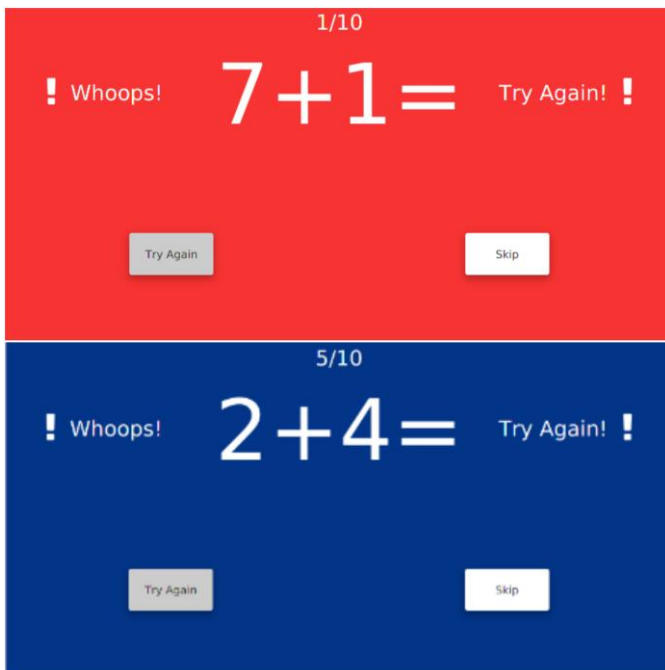 1/10
! Whoops! 7+1= Try Again! !
Try Again Skip
5/10
! Whoops! 2+4= Try Again! !
Try Again Skip